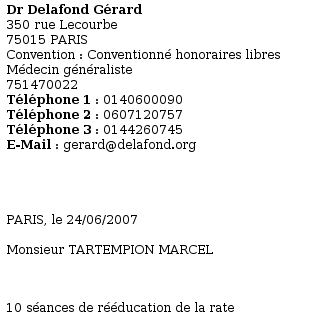 Dr Delafond Gérard
350 rue Lecourbe
75015 PARIS
Convention : Conventionné honoraires libres
Médecin généraliste
751470022
Téléphone 1 : 0140600090
Téléphone 2 : 0607120757
Téléphone 3 : 0144260745
E-Mail : gerard@delafond.org
PARIS, le 24/06/2007
Monsieur TARTEMPION MARCEL
10 séances de rééducation de la rate